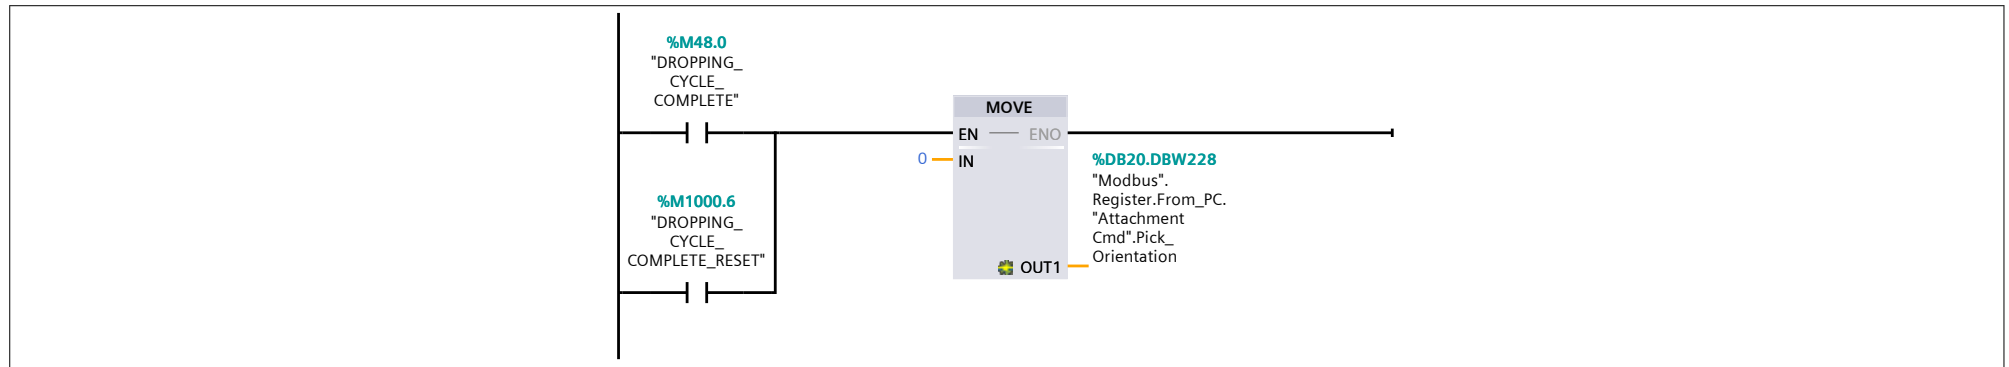 %M48.0
"DROPPING_
CYCLE_
COMPLETE"
MOVE
EN
ENO
0
IN
%DB20.DBW228
"Modbus".
Register.From_PC.
"Attachment
Cmd".Pick_
Orientation
OUT1
%M1000.6
"DROPPING_
CYCLE_
COMPLETE_RESET"